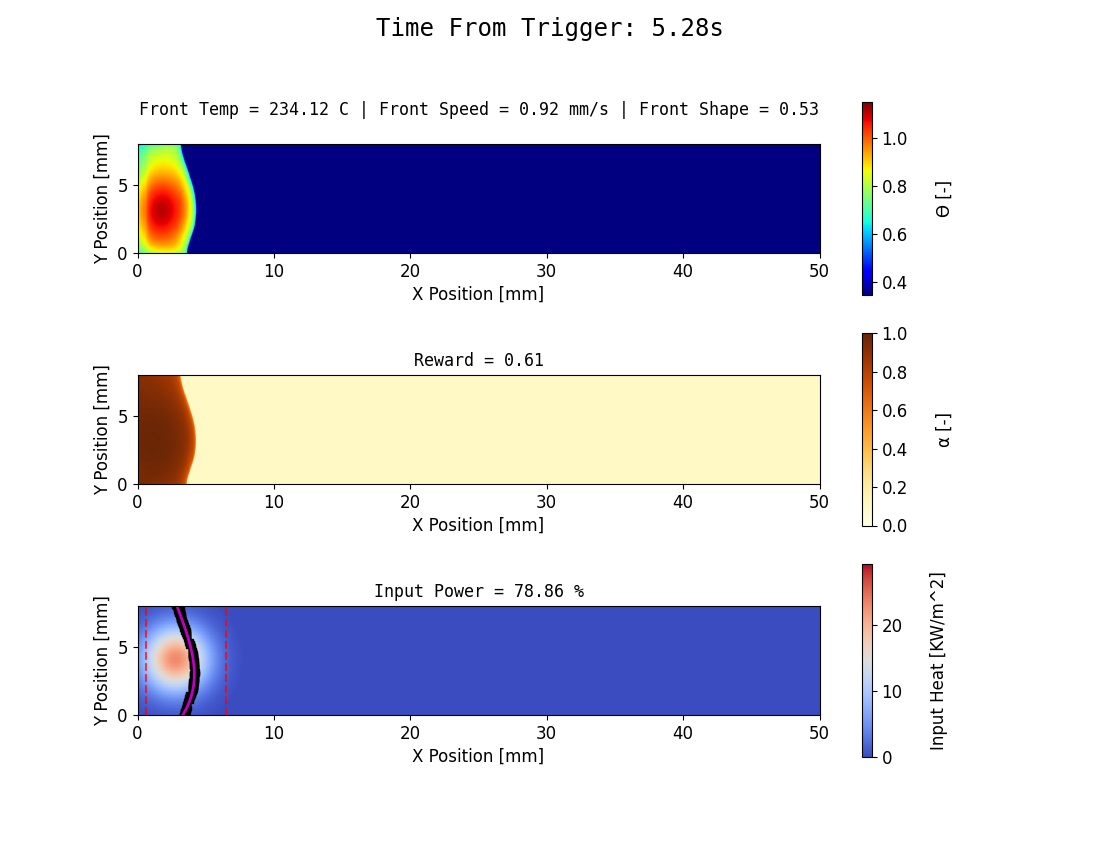 Time From Trigger: 5.28s
Front Temp = 234.12 C | Front Speed = 0.92 mm/s | Front Shape = 0.53
Y Position [mm]
5
0
0 10 20 30 40 50
X Position [mm]
1.0
0.8
0.6
0.4
Θ [-]
Reward = 0.61
Y Position [mm]
5
0
0 10 20 30 40 50
X Position [mm]
1.0
0.8
0.6
0.4
0.2
0.0
α [-]
Input Power = 78.86 %
Y Position [mm]
5
0
0 10 20 30 40 50
X Position [mm]
20
10
0
Input Heat [KW/m^2]